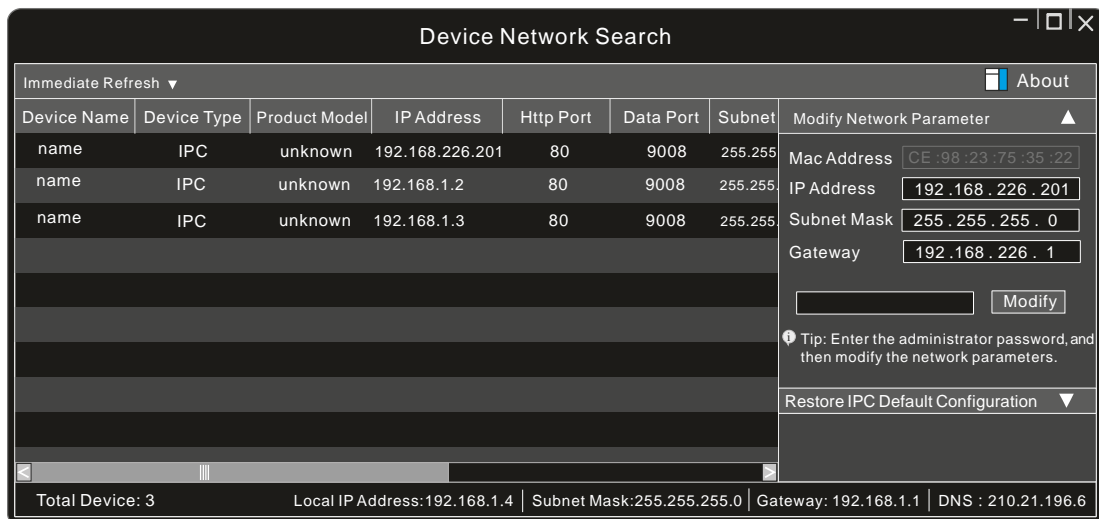 Device Network Search
Immediate Refresh ▼
About
Device Name Device Type Product Model IP Address Http Port Data Port Subnet
name IPC unknown 192.168.226.201 80 9008 255.255
name IPC unknown 192.168.1.2 80 9008 255.255.
name IPC unknown 192.168.1.3 80 9008 255.255.
Modify Network Parameter ▲
Mac Address CE :98 :23 :75 :35 :22
IP Address 192 .168 . 226 . 201
Subnet Mask 255 . 255 . 255 . 0
Gateway 192 .168 . 226 . 1
Modify
Tip: Enter the administrator password, and
then modify the network parameters.
Restore IPC Default Configuration ▼
Total Device: 3 Local IP Address:192.168.1.4 Subnet Mask:255.255.255.0 Gateway: 192.168.1.1 DNS : 210.21.196.6